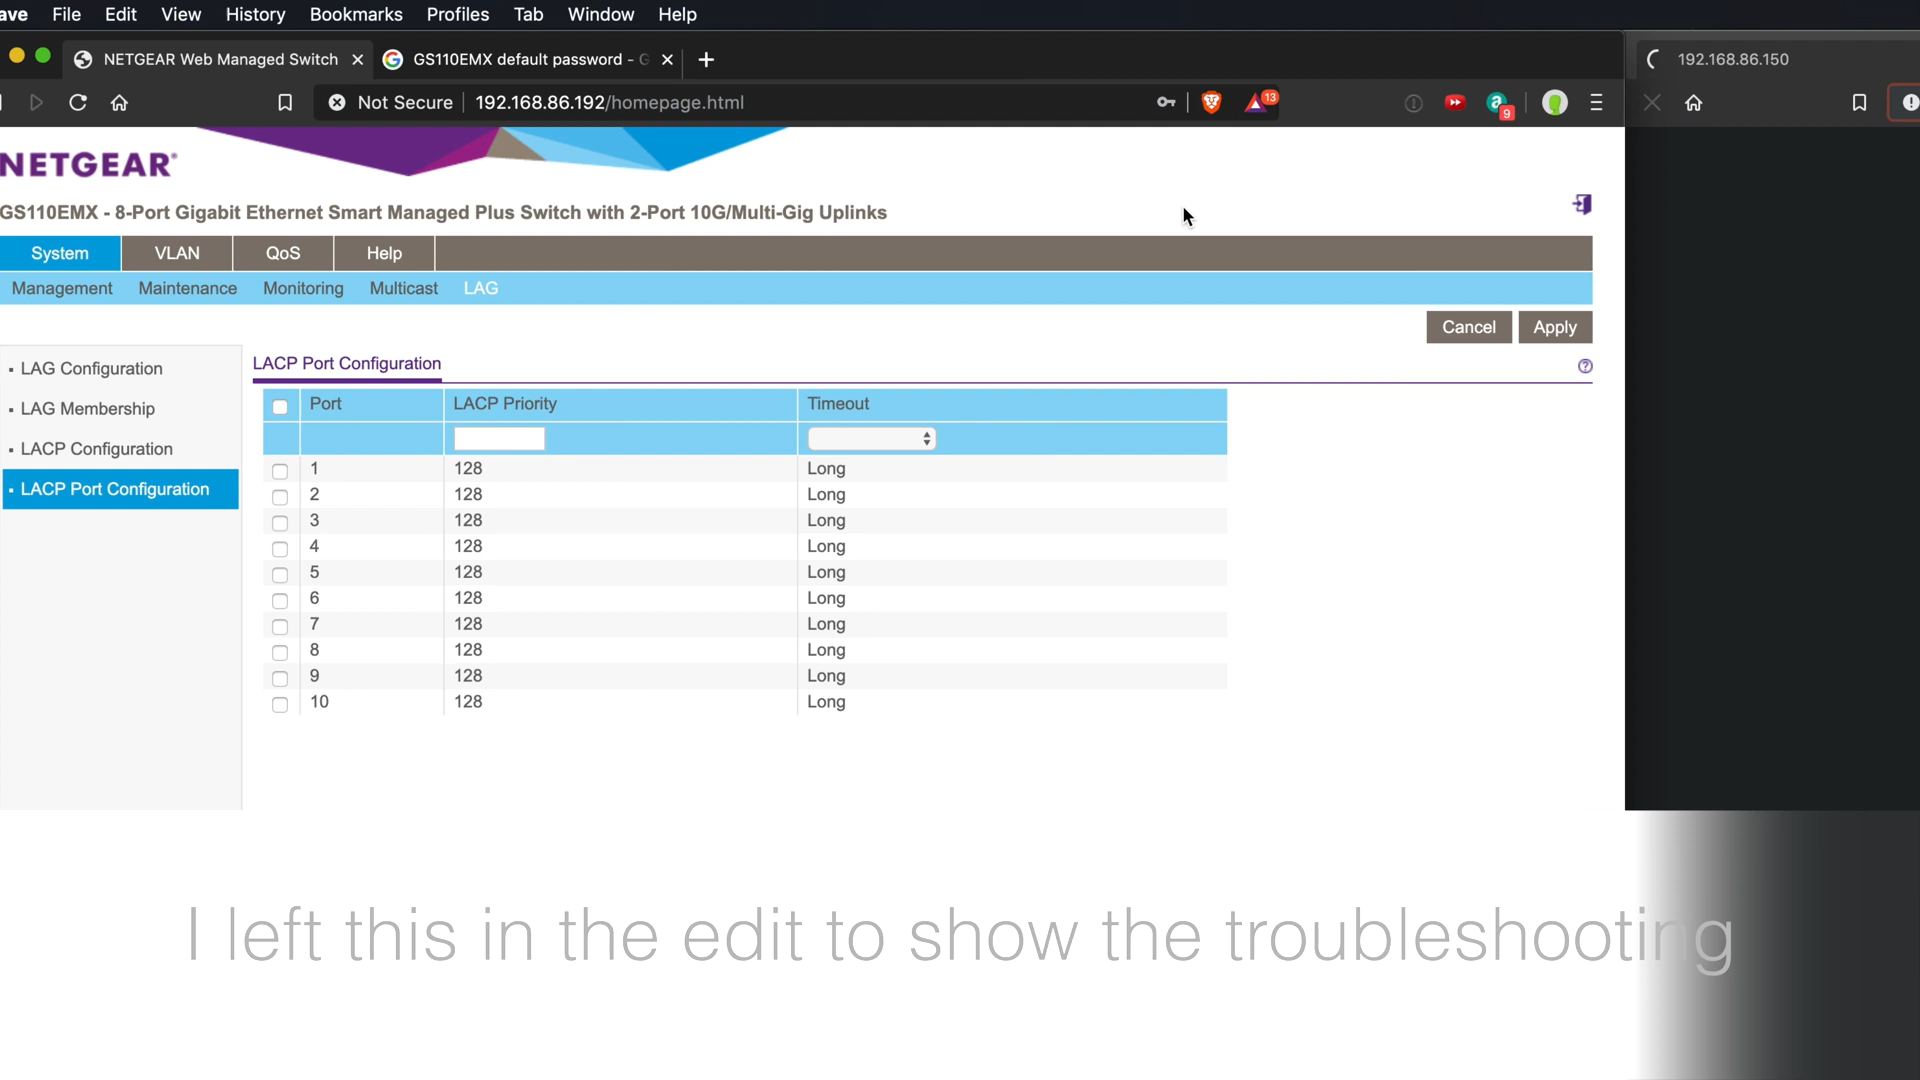 ave File Edit View History Bookmarks Profiles Tab Window Help
NETGEAR Web Managed Switch
GS110EMX default password - G
192.168.86.150
Not Secure 192.168.86.192/homepage.html
13
9
NETGEAR®
GS110EMX - 8-Port Gigabit Ethernet Smart Managed Plus Switch with 2-Port 10G/Multi-Gig Uplinks
System VLAN QoS Help
Management Maintenance Monitoring Multicast LAG
Cancel Apply
LAG Configuration
LAG Membership
LACP Configuration
LACP Port Configuration
LACP Port Configuration
Port LACP Priority Timeout
1 128 Long
2 128 Long
3 128 Long
4 128 Long
5 128 Long
6 128 Long
7 128 Long
8 128 Long
9 128 Long
10 128 Long
I left this in the edit to show the troubleshooting